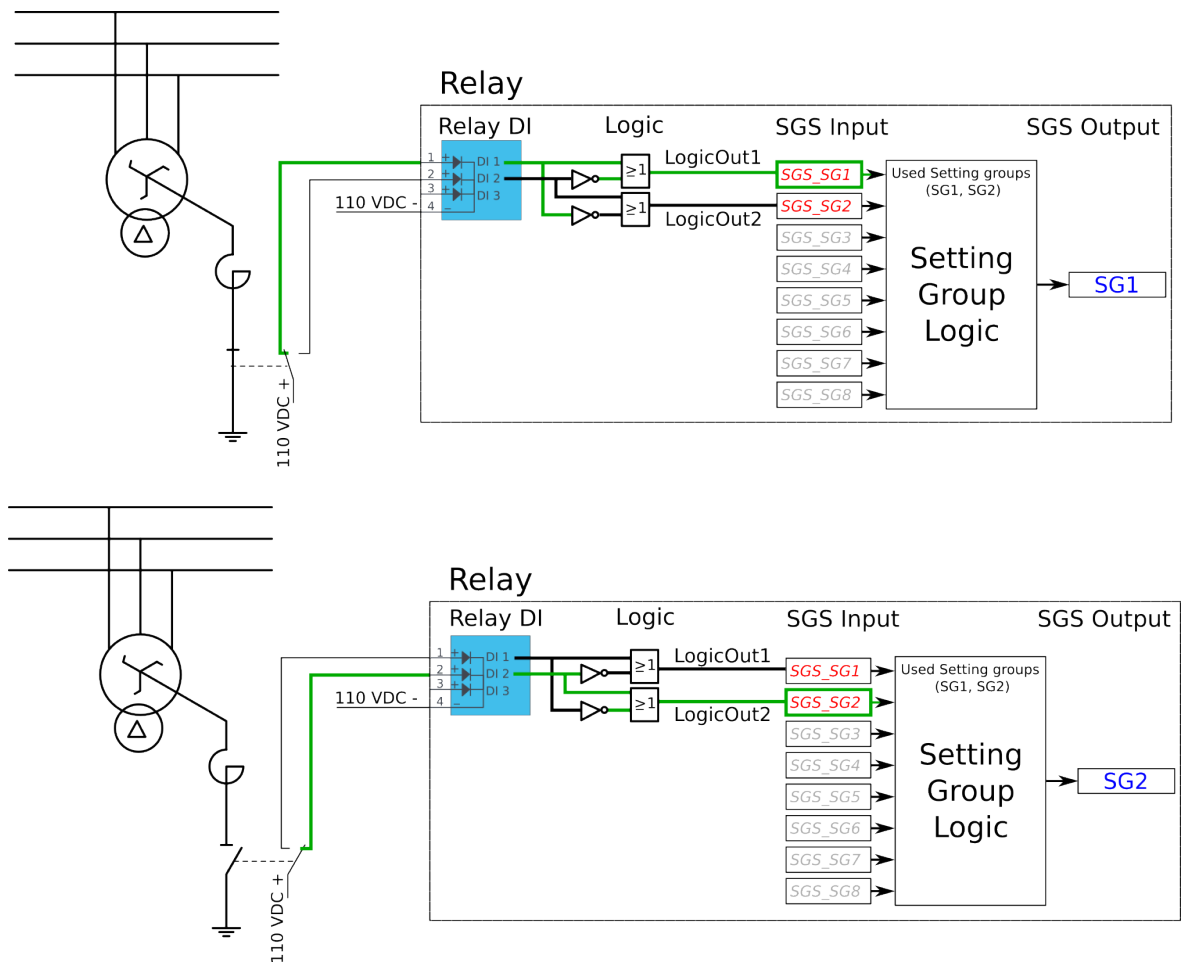 Relay
Relay DI
Logic
SGS Input
SGS Output
1 +
2 +
3 +
4 −
DI 1
DI 2
DI 3
110 VDC -
≥1
≥1
LogicOut1
LogicOut2
SGS_SG1
SGS_SG2
SGS_SG3
SGS_SG4
SGS_SG5
SGS_SG6
SGS_SG7
SGS_SG8
Used Setting groups
(SG1, SG2)
Setting
Group
Logic
SG1
Δ
110 VDC +
Relay
Relay DI
Logic
SGS Input
SGS Output
1 +
2 +
3 +
4 −
DI 1
DI 2
DI 3
110 VDC -
≥1
≥1
LogicOut1
LogicOut2
SGS_SG1
SGS_SG2
SGS_SG3
SGS_SG4
SGS_SG5
SGS_SG6
SGS_SG7
SGS_SG8
Used Setting groups
(SG1, SG2)
Setting
Group
Logic
SG2
Δ
110 VDC +